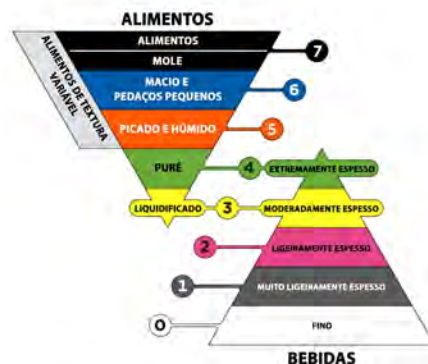 ALIMENTOS
ALIMENTOS
MOLE
7
MACIO E
PEDAÇOS PEQUENOS
6
ALIMENTOS DE TEXTURA
VARIÁVEL
PICADO E HÚMIDO
5
PURÉ
4
EXTREMAMENTE ESPESSO
LIQUIDIFICADO
3
MODERADAMENTE ESPESSO
2
LIGEIRAMENTE ESPESSO
1
MUITO LIGEIRAMENTE ESPESSO
0
FINO
BEBIDAS